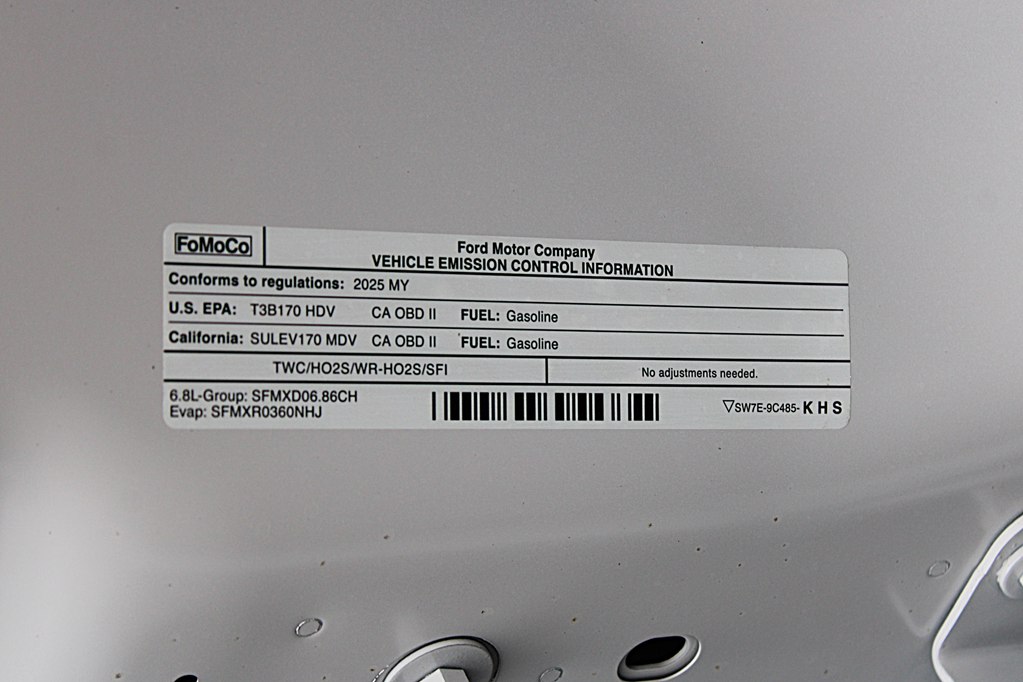 FoMoCo
Ford Motor Company
VEHICLE EMISSION CONTROL INFORMATION
Conforms to regulations: 2025 MY
U.S. EPA: T3B170 HDV CA OBD II FUEL: Gasoline
California: SULEV170 MDV CA OBD II FUEL: Gasoline
TWC/HO2S/WR-HO2S/SFI No adjustments needed.
6.8L-Group: SFMXD06.86CH
Evap: SFMXR0360NHJ
▽SW7E-9C485- K H S